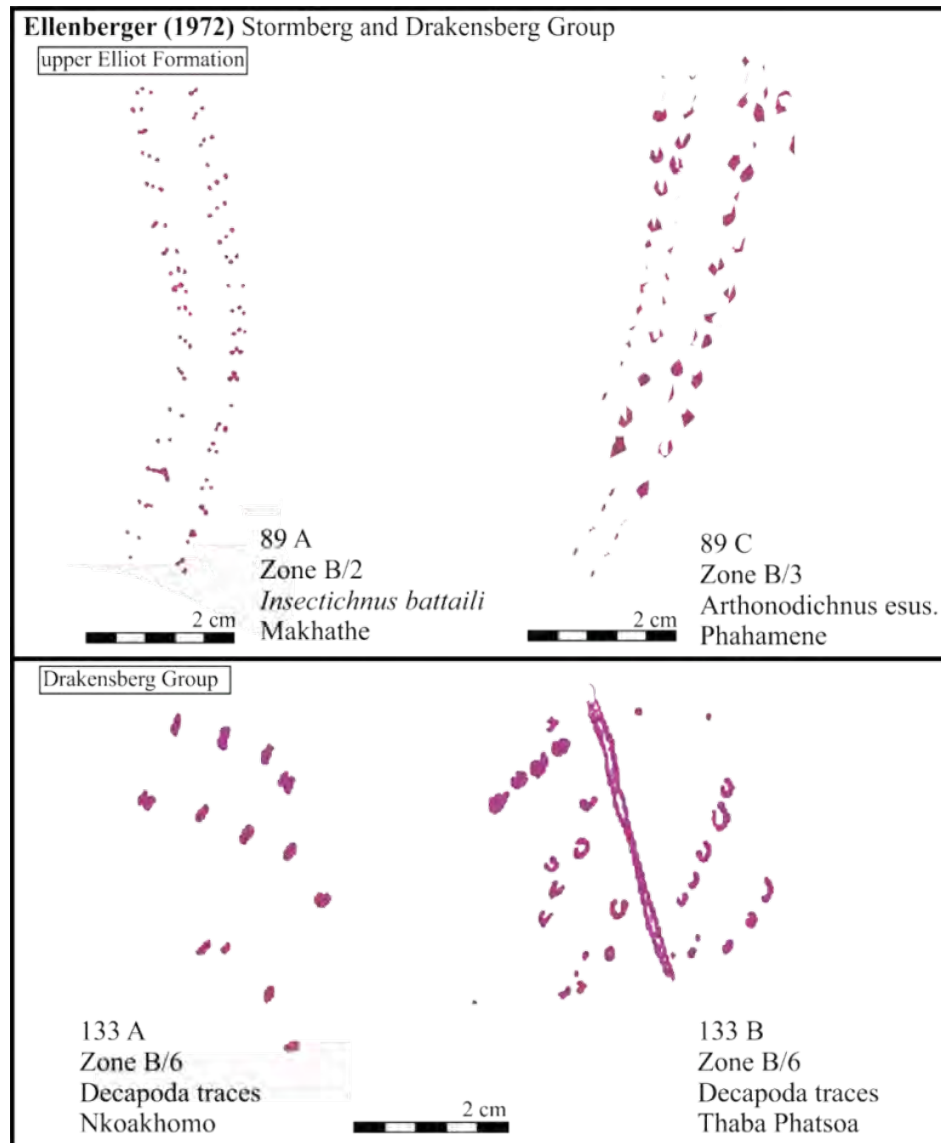 Ellenberger (1972) Stormberg and Drakensberg Group
upper Elliot Formation
89 A
Zone B/2
Insectichnus battaili
Makhathe
2 cm
89 C
Zone B/3
Arthonodichnus esus.
Phahamene
2 cm
Drakensberg Group
133 A
Zone B/6
Decapoda traces
Nkoakhomo
2 cm
133 B
Zone B/6
Decapoda traces
Thaba Phatsoa